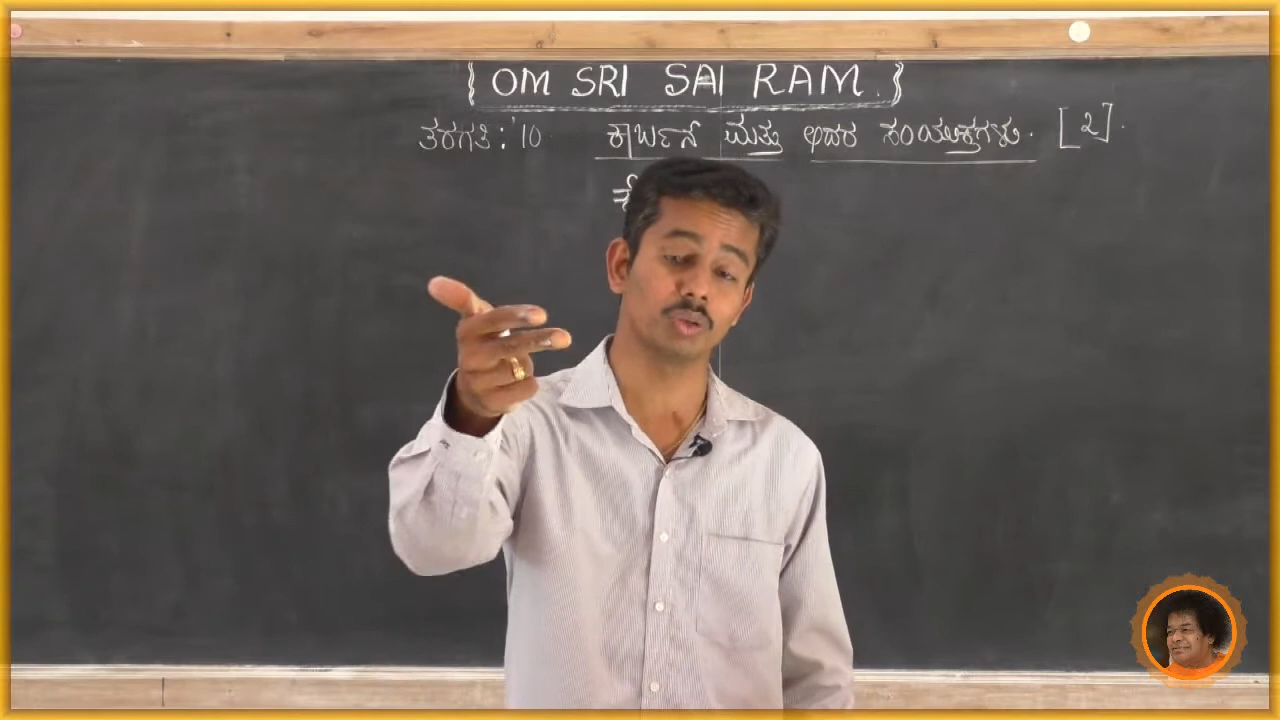 { OM SRI SAI RAM. }
ತರಗತಿ : 10 ಕಾರ್ಬನ್ ಮತ್ತು ಅದರ ಸಂಯುಕ್ತಗಳು. [2].